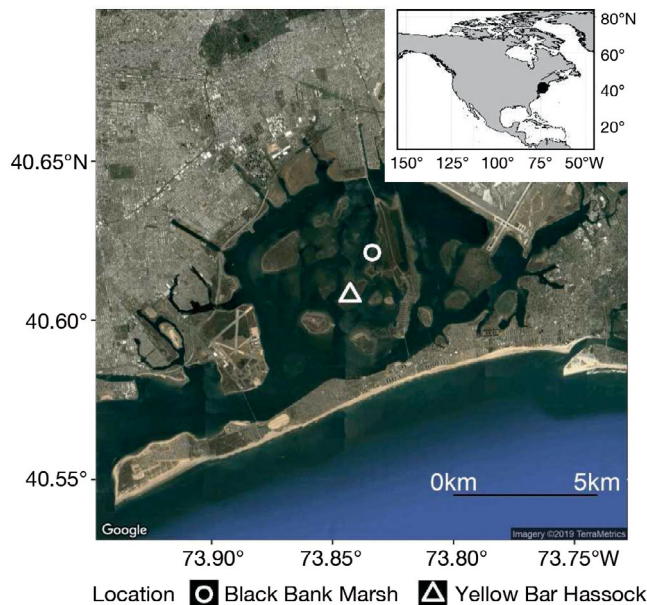 80°N
60°
40°
20°
150° 125° 100° 75° 50°W
40.65°N
40.60°
40.55°
0km 5km
Google
Imagery ©2019 TerraMetrics
73.90° 73.85° 73.80° 73.75°W
Location Black Bank Marsh Yellow Bar Hassock